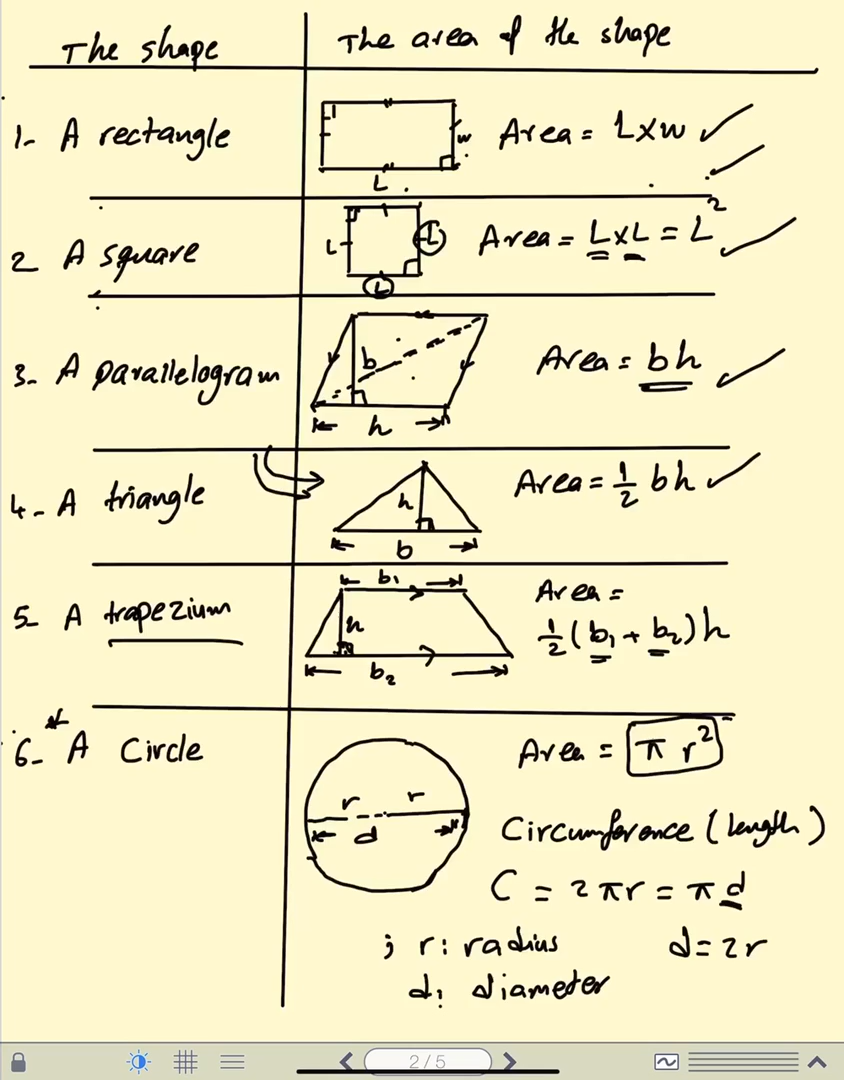 The shape
The area of the shape
1- A rectangle
w
L
Area = L x w
2 A square
L
L
L
Area = L x L = L²
3- A parallelogram
b
h
Area = bh
4- A triangle
h
b
Area = 1/2 bh
5- A trapezium
b₁
h
b₂
Area =
1/2 (b₁ + b₂) h
6- A Circle
r
r
d
Area = π r²
Circumference (length)
C = 2πr = πd
; r: radius
d = 2r
d: diameter
2/5